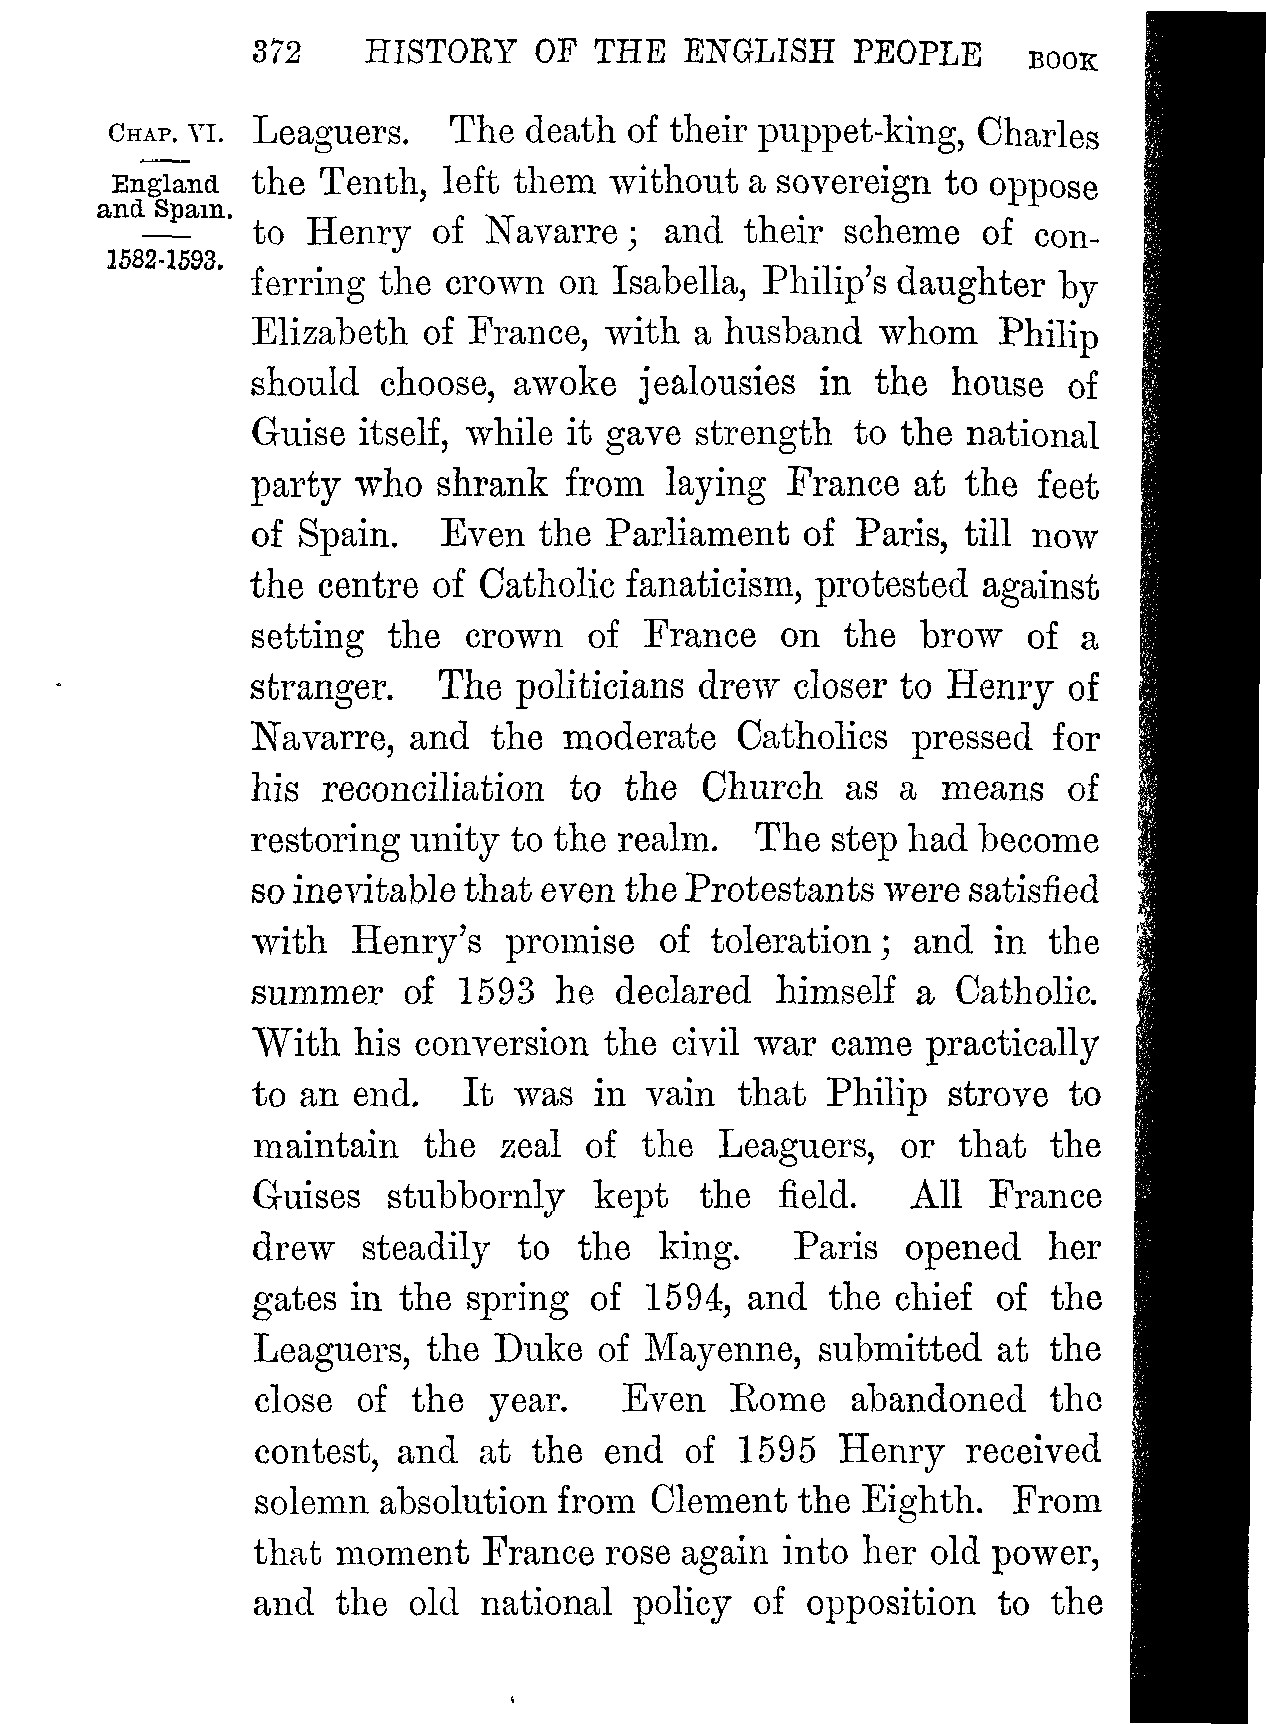 372 HISTORY OF THE ENGLISH PEOPLE BOOK
CHAP. VI.
England
and Spain.
1582-1593.
Leaguers. The death of their puppet-king, Charles
the Tenth, left them without a sovereign to oppose
to Henry of Navarre; and their scheme of con-
ferring the crown on Isabella, Philip's daughter by
Elizabeth of France, with a husband whom Philip
should choose, awoke jealousies in the house of
Guise itself, while it gave strength to the national
party who shrank from laying France at the feet
of Spain. Even the Parliament of Paris, till now
the centre of Catholic fanaticism, protested against
setting the crown of France on the brow of a
stranger. The politicians drew closer to Henry of
Navarre, and the moderate Catholics pressed for
his reconciliation to the Church as a means of
restoring unity to the realm. The step had become
so inevitable that even the Protestants were satisfied
with Henry's promise of toleration; and in the
summer of 1593 he declared himself a Catholic.
With his conversion the civil war came practically
to an end. It was in vain that Philip strove to
maintain the zeal of the Leaguers, or that the
Guises stubbornly kept the field. All France
drew steadily to the king. Paris opened her
gates in the spring of 1594, and the chief of the
Leaguers, the Duke of Mayenne, submitted at the
close of the year. Even Rome abandoned the
contest, and at the end of 1595 Henry received
solemn absolution from Clement the Eighth. From
that moment France rose again into her old power,
and the old national policy of opposition to the